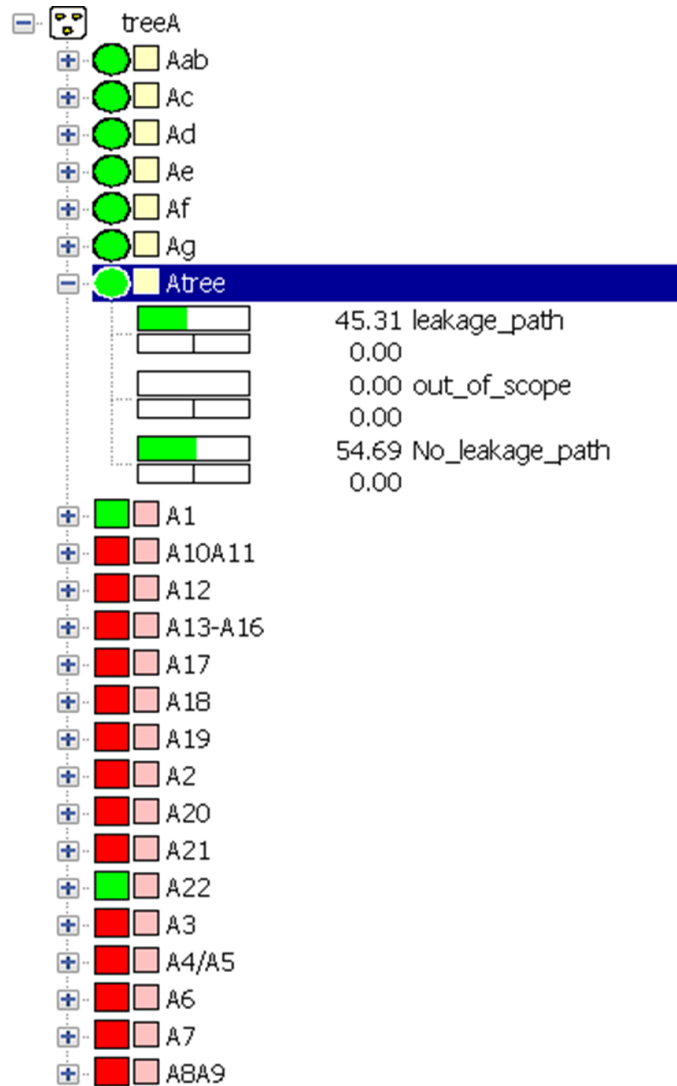 treeA
Aab
Ac
Ad
Ae
Af
Ag
Atree
45.31 leakage_path
0.00
0.00 out_of_scope
0.00
54.69 No_leakage_path
0.00
A1
A10A11
A12
A13-A16
A17
A18
A19
A2
A20
A21
A22
A3
A4/A5
A6
A7
A8A9